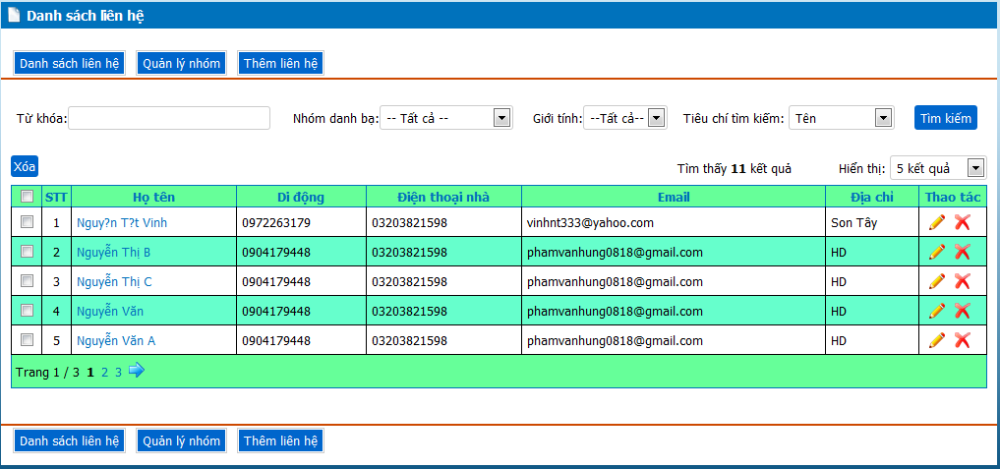 Danh sách liên hệ
Danh sách liên hệ Quản lý nhóm Thêm liên hệ
Từ khóa: Nhóm danh bạ: -- Tất cả -- Giới tính: --Tất cả-- Tiêu chí tìm kiếm: Tên Tìm kiếm
Xóa Tìm thấy 11 kết quả Hiển thị: 5 kết quả
STT Họ tên Di động Điện thoại nhà Email Địa chỉ Thao tác
1 Nguy?n T?t Vinh 0972263179 03203821598 vinhnt333@yahoo.com Son Tây
2 Nguyễn Thị B 0904179448 03203821598 phamvanhung0818@gmail.com HD
3 Nguyễn Thị C 0904179448 03203821598 phamvanhung0818@gmail.com HD
4 Nguyễn Văn 0904179448 03203821598 phamvanhung0818@gmail.com HD
5 Nguyễn Văn A 0904179448 03203821598 phamvanhung0818@gmail.com HD
Trang 1 / 3 1 2 3
Danh sách liên hệ Quản lý nhóm Thêm liên hệ